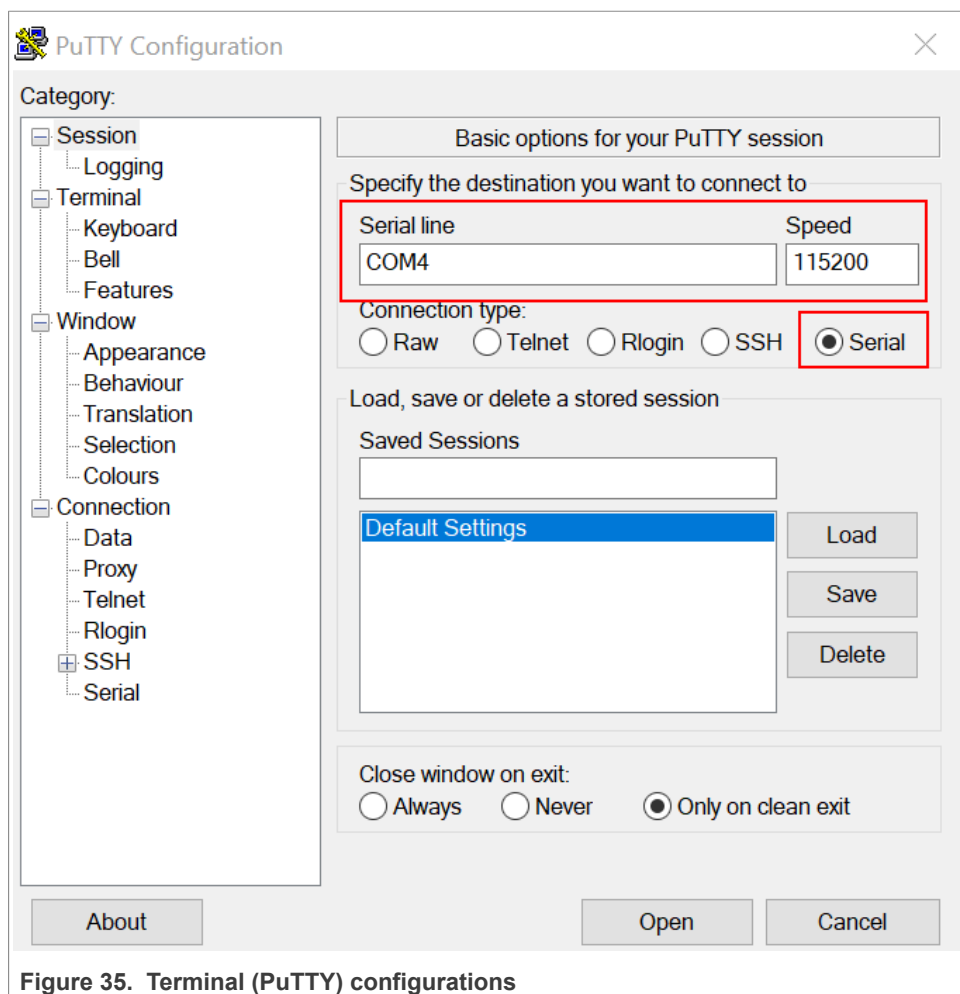 PuTTY Configuration
Category:
Session
Logging
Terminal
Keyboard
Bell
Features
Window
Appearance
Behaviour
Translation
Selection
Colours
Connection
Data
Proxy
Telnet
Rlogin
SSH
Serial
Basic options for your PuTTY session
Specify the destination you want to connect to
Serial line Speed
COM4 115200
Connection type:
Raw Telnet Rlogin SSH Serial
Load, save or delete a stored session
Saved Sessions
Default Settings
Load
Save
Delete
Close window on exit:
Always Never Only on clean exit
About Open Cancel
Figure 35. Terminal (PuTTY) configurations